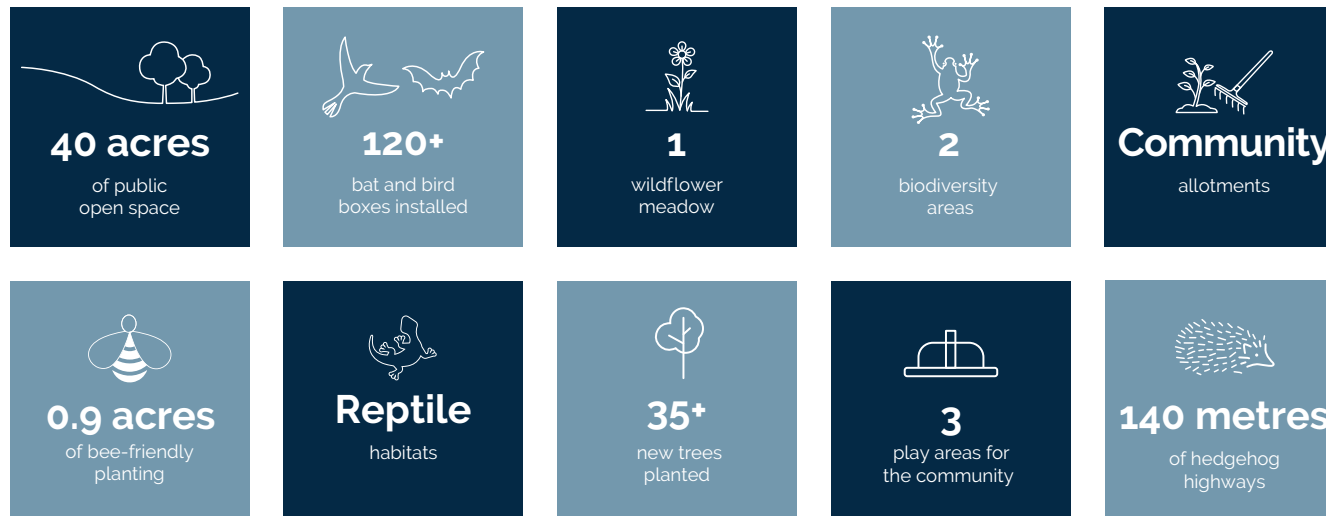 40 acres
of public
open space
120+
bat and bird
boxes installed
1
wildflower
meadow
2
biodiversity
areas
Community
allotments
0.9 acres
of bee-friendly
planting
Reptile
habitats
35+
new trees
planted
3
play areas for
the community
140 metres
of hedgehog
highways